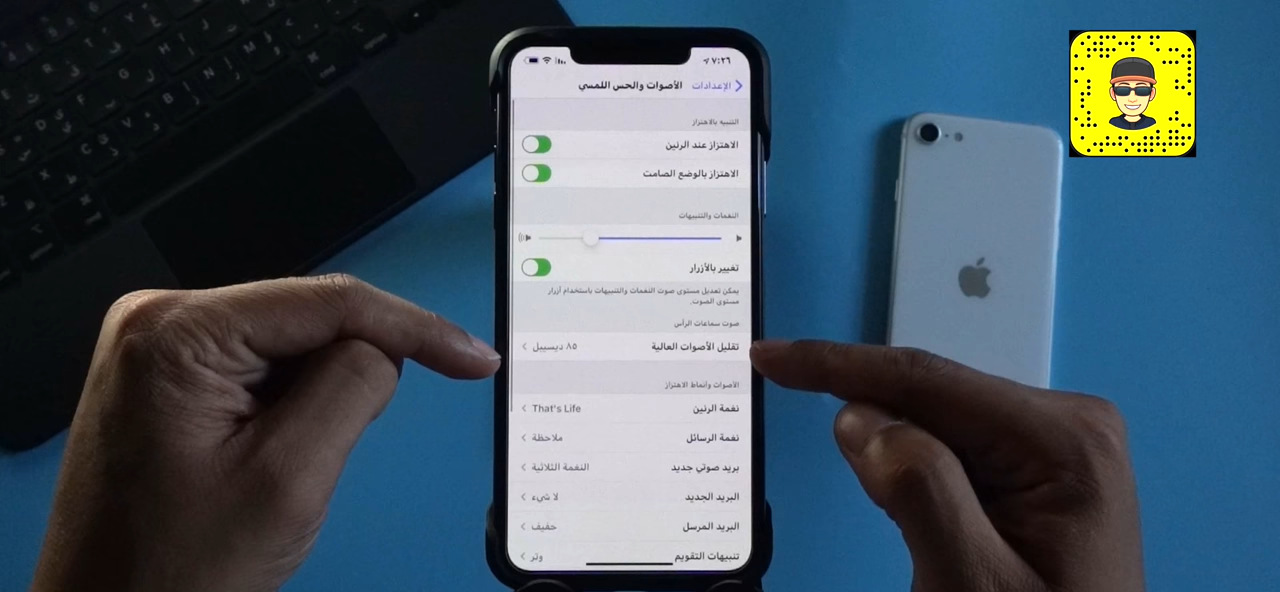 ٧:٢٦
الإعدادات
الأصوات والحس اللمسي
التنبيه بالاهتزاز
الاهتزاز عند الرنين
الاهتزاز بالوضع الصامت
النغمات والتنبيهات
تغيير بالأزرار
يمكن تعديل مستوى صوت النغمات والتنبيهات باستخدام أزرار
مستوى الصوت.
صوت سماعات الرأس
تقليل الأصوات العالية ٨٥ ديسيبل
الأصوات وأنماط الاهتزاز
نغمة الرنين That's Life
نغمة الرسائل ملاحظة
بريد صوتي جديد النغمة الثلاثية
البريد الجديد لا شيء
البريد المرسل حفيف
تنبيهات التقويم وتر